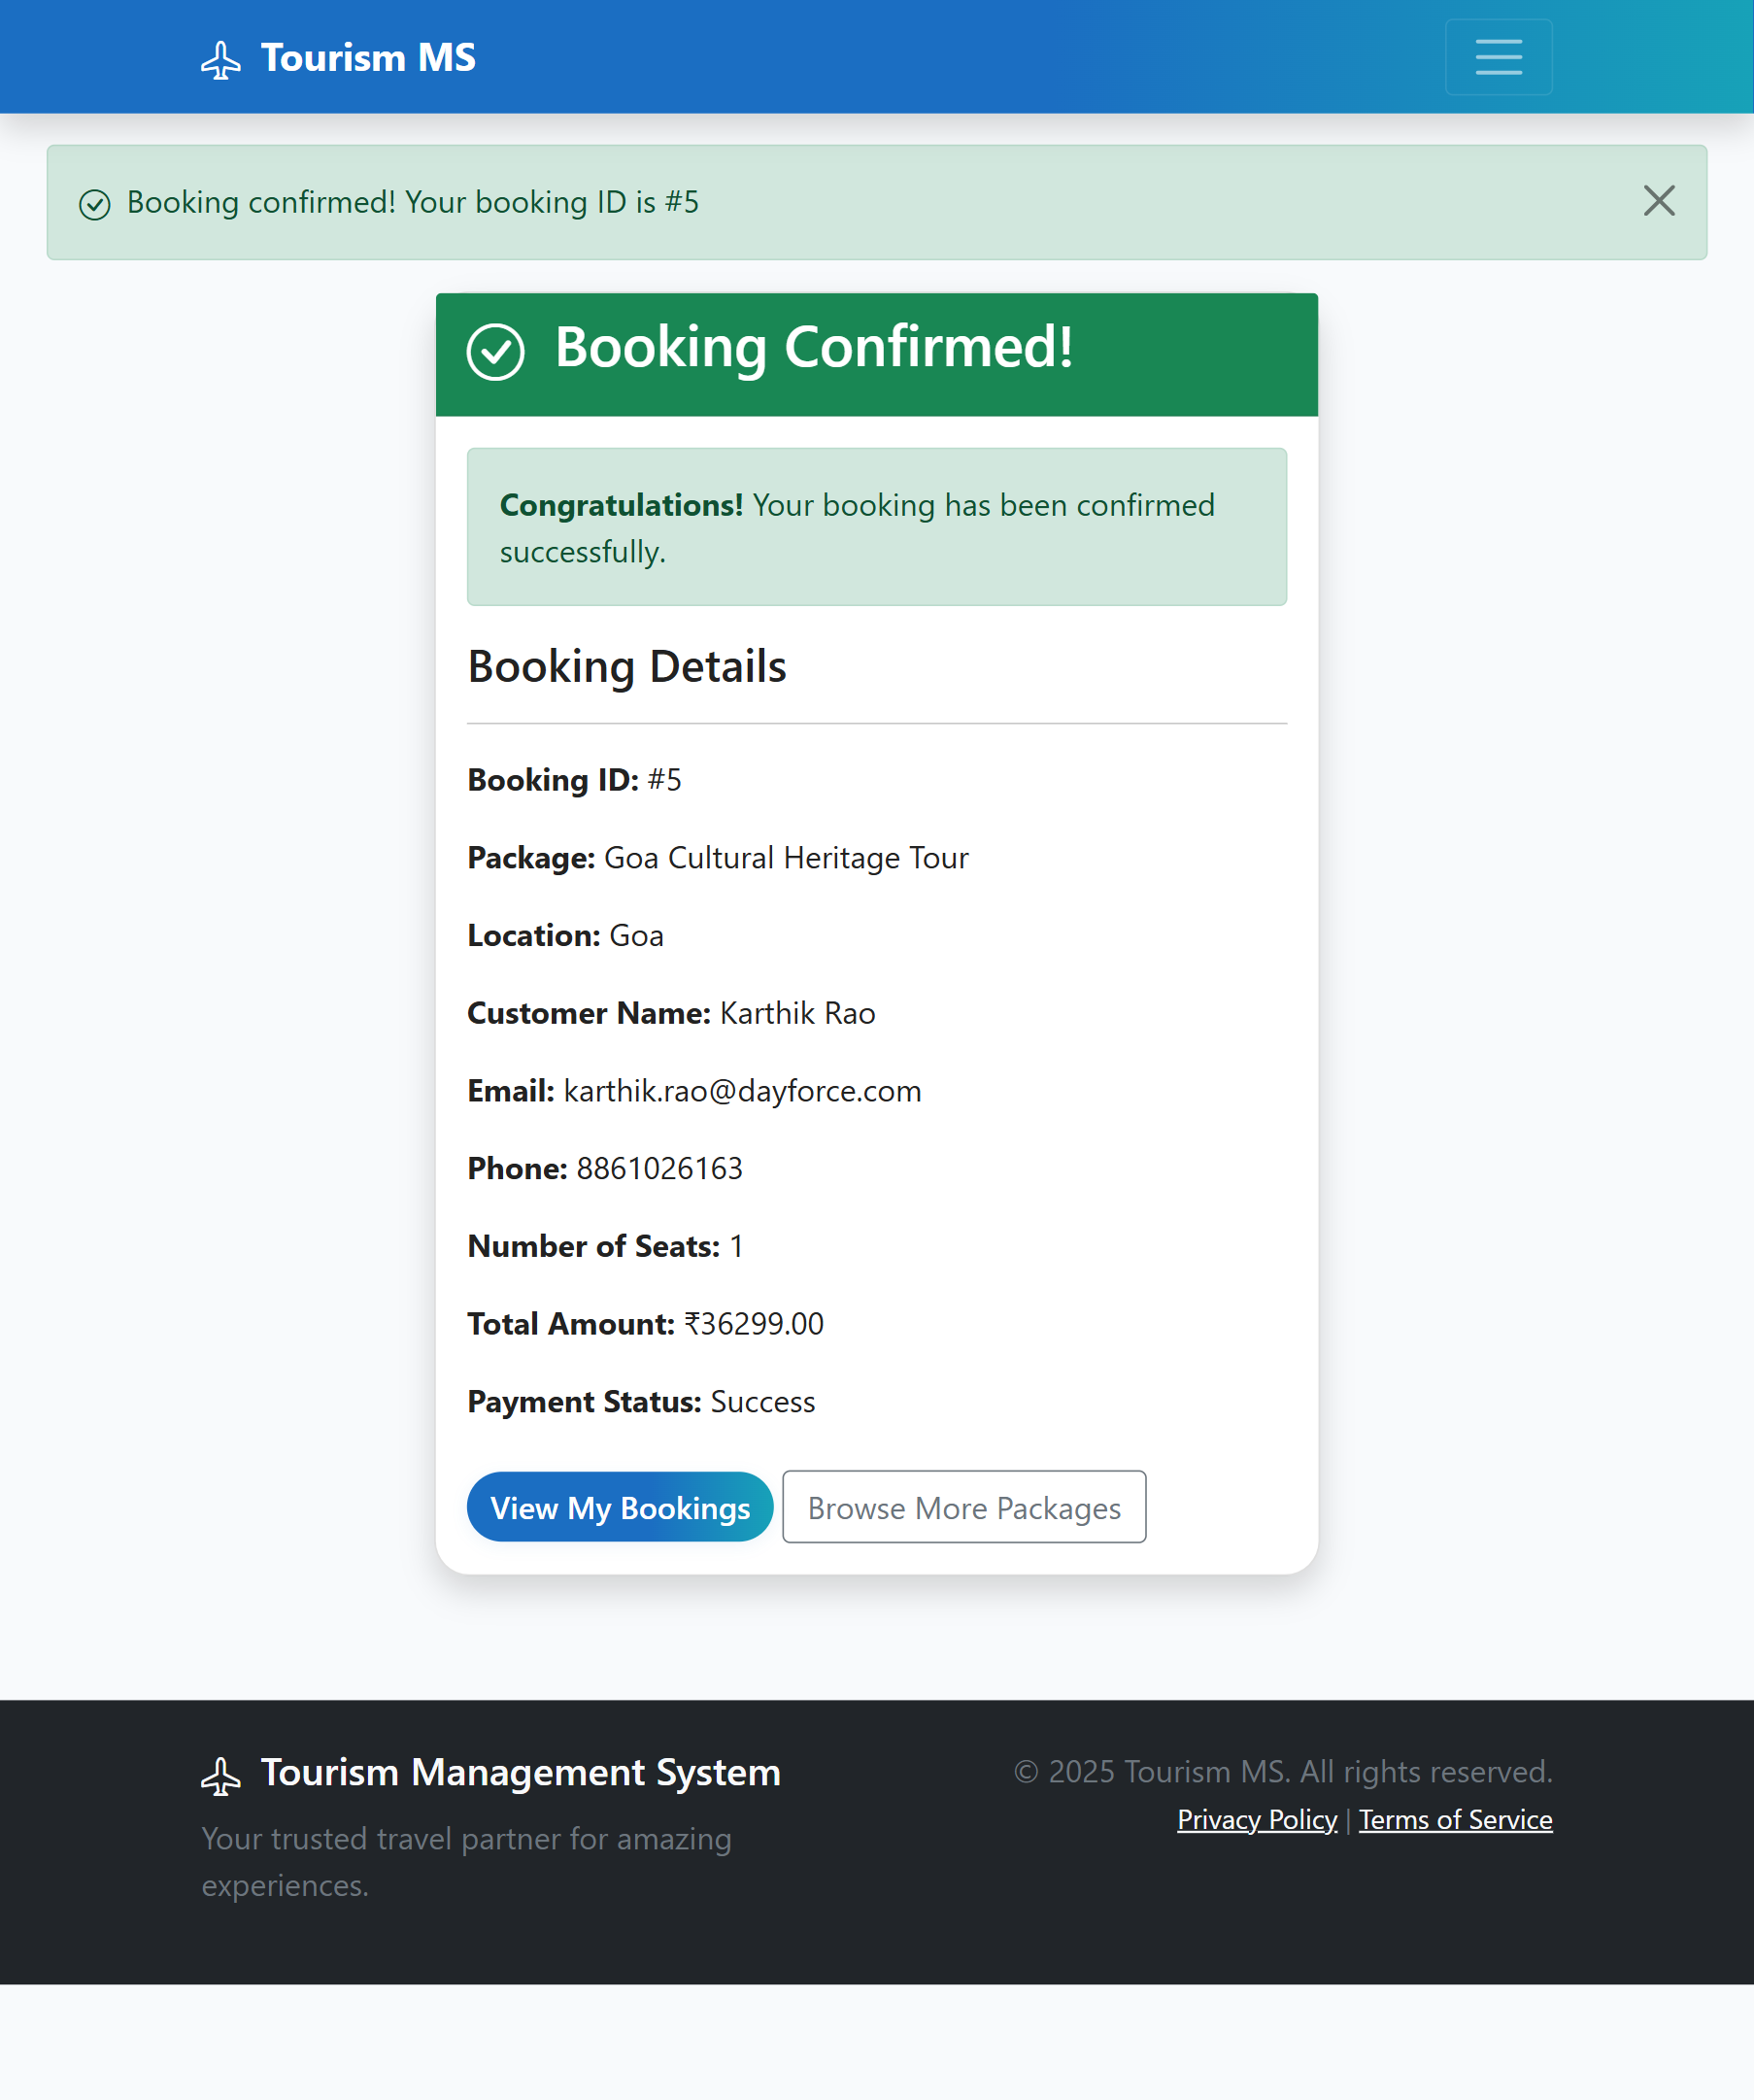 Tourism MS
Booking confirmed! Your booking ID is #5
Booking Confirmed!
Congratulations! Your booking has been confirmed
successfully.
Booking Details
Booking ID: #5
Package: Goa Cultural Heritage Tour
Location: Goa
Customer Name: Karthik Rao
Email: karthik.rao@dayforce.com
Phone: 8861026163
Number of Seats: 1
Total Amount: ₹36299.00
Payment Status: Success
View My Bookings Browse More Packages
Tourism Management System
Your trusted travel partner for amazing
experiences.
© 2025 Tourism MS. All rights reserved.
Privacy Policy | Terms of Service